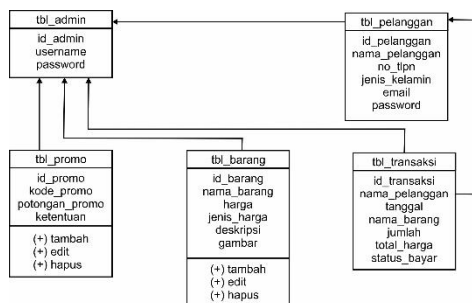 tbl_admin
id_admin
username
password
tbl_pelanggan
id_pelanggan
nama_pelanggan
no_tlpn
jenis_kelamin
email
password
tbl_promo
id_promo
kode_promo
potongan_promo
ketentuan
(+) tambah
(+) edit
(+) hapus
tbl_barang
id_barang
nama_barang
harga
jenis_harga
deskripsi
gambar
(+) tambah
(+) edit
(+) hapus
tbl_transaksi
id_transaksi
nama_pelanggan
tanggal
nama_barang
jumlah
total_harga
status_bayar